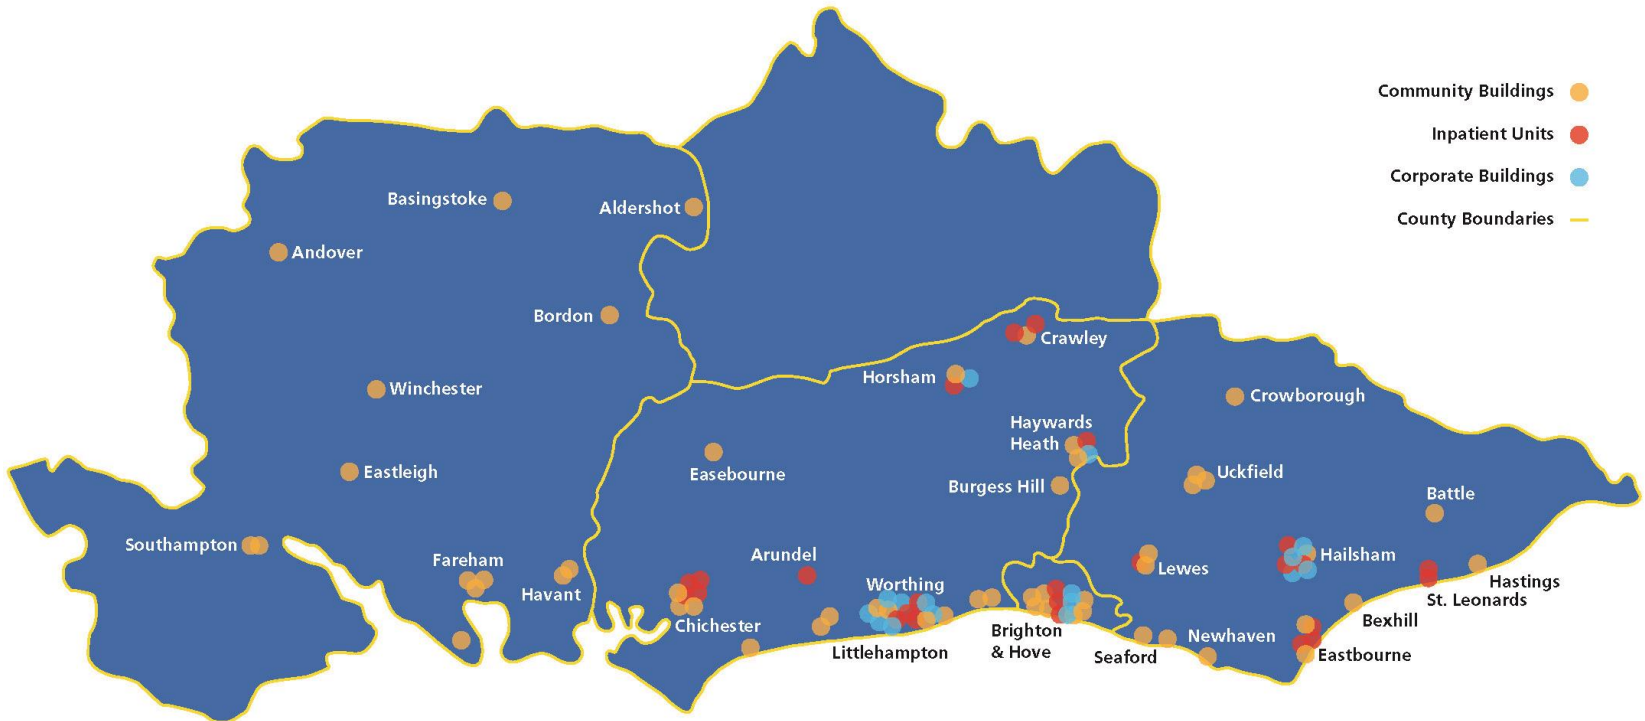 Community Buildings
Inpatient Units
Corporate Buildings
County Boundaries
Basingstoke
Aldershot
Andover
Bordon
Crawley
Horsham
Winchester
Crowborough
Haywards
Heath
Easebourne
Eastleigh
Burgess Hill
Uckfield
Battle
Southampton
Fareham
Arundel
Hailsham
Lewes
Hastings
Havant
Worthing
St. Leonards
Chichester
Bexhill
Brighton
& Hove
Newhaven
Littlehampton
Seaford
Eastbourne